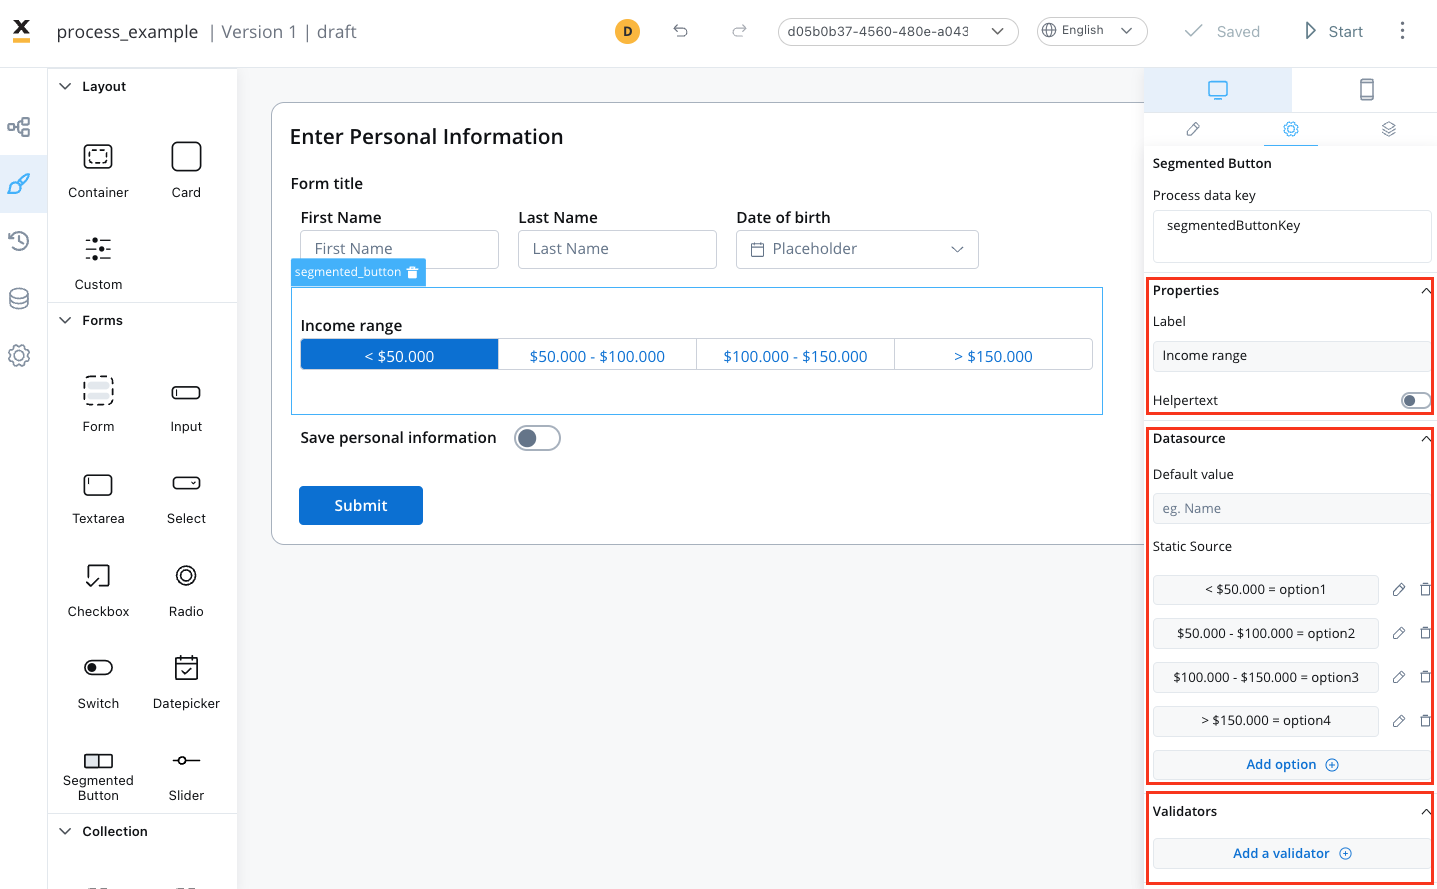 process_example | Version 1 | draft
D
d05b0b37-4560-480e-a043
English
Saved
Start
Layout
Container
Card
Custom
Forms
Form
Input
Textarea
Select
Checkbox
Radio
Switch
Datepicker
Segmented
Button
Slider
Collection
Enter Personal Information
Form title
First Name
Last Name
Date of birth
First Name
Last Name
Placeholder
segmented_button
Income range
< $50.000
$50.000 - $100.000
$100.000 - $150.000
> $150.000
Save personal information
Submit
Segmented Button
Process data key
segmentedButtonKey
Properties
Label
Income range
Helpertext
Datasource
Default value
eg. Name
Static Source
< $50.000 = option1
$50.000 - $100.000 = option2
$100.000 - $150.000 = option3
> $150.000 = option4
Add option
Validators
Add a validator